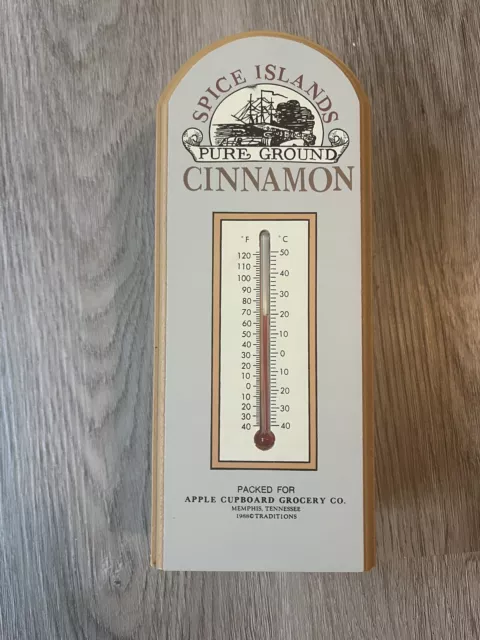 SPICE ISLANDS
PURE GROUND
CINNAMON
°F °C
120 50
110
100 40
90
80 30
70
60 20
50 10
40
30 0
20
10 10
0
10 20
20
30 30
40 40
PACKED FOR
APPLE CUPBOARD GROCERY CO.
MEMPHIS, TENNESSEE
1988©TRADITIONS